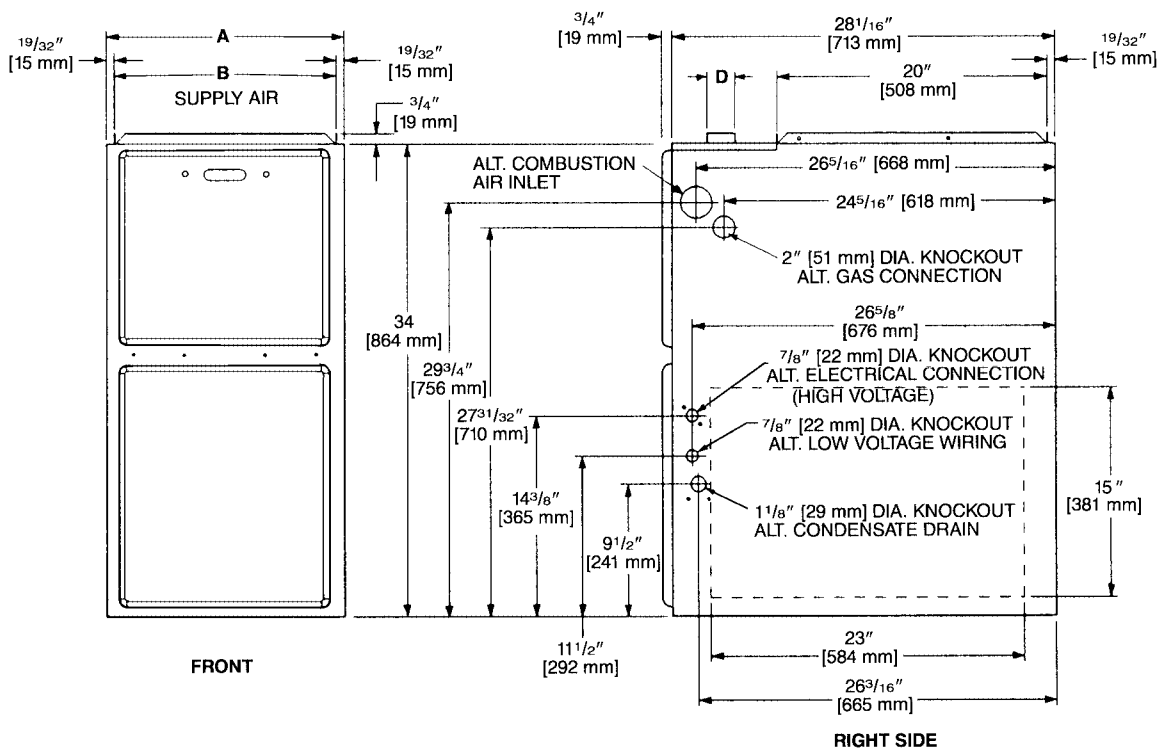 A
19/32"
[15 mm]
B
19/32"
[15 mm]
SUPPLY AIR
3/4"
[19 mm]
34
[864 mm]
29 3/4"
[756 mm]
27 31/32"
[710 mm]
14 3/8"
[365 mm]
9 1/2"
[241 mm]
11 1/2"
[292 mm]
FRONT
3/4"
[19 mm]
28 1/16"
[713 mm]
19/32"
[15 mm]
D
20"
[508 mm]
ALT. COMBUSTION
AIR INLET
26 5/16" [668 mm]
24 5/16" [618 mm]
2" [51 mm] DIA. KNOCKOUT
ALT. GAS CONNECTION
26 5/8"
[676 mm]
7/8" [22 mm] DIA. KNOCKOUT
ALT. ELECTRICAL CONNECTION
(HIGH VOLTAGE)
7/8" [22 mm] DIA. KNOCKOUT
ALT. LOW VOLTAGE WIRING
1 1/8" [29 mm] DIA. KNOCKOUT
ALT. CONDENSATE DRAIN
15"
[381 mm]
23"
[584 mm]
26 3/16"
[665 mm]
RIGHT SIDE